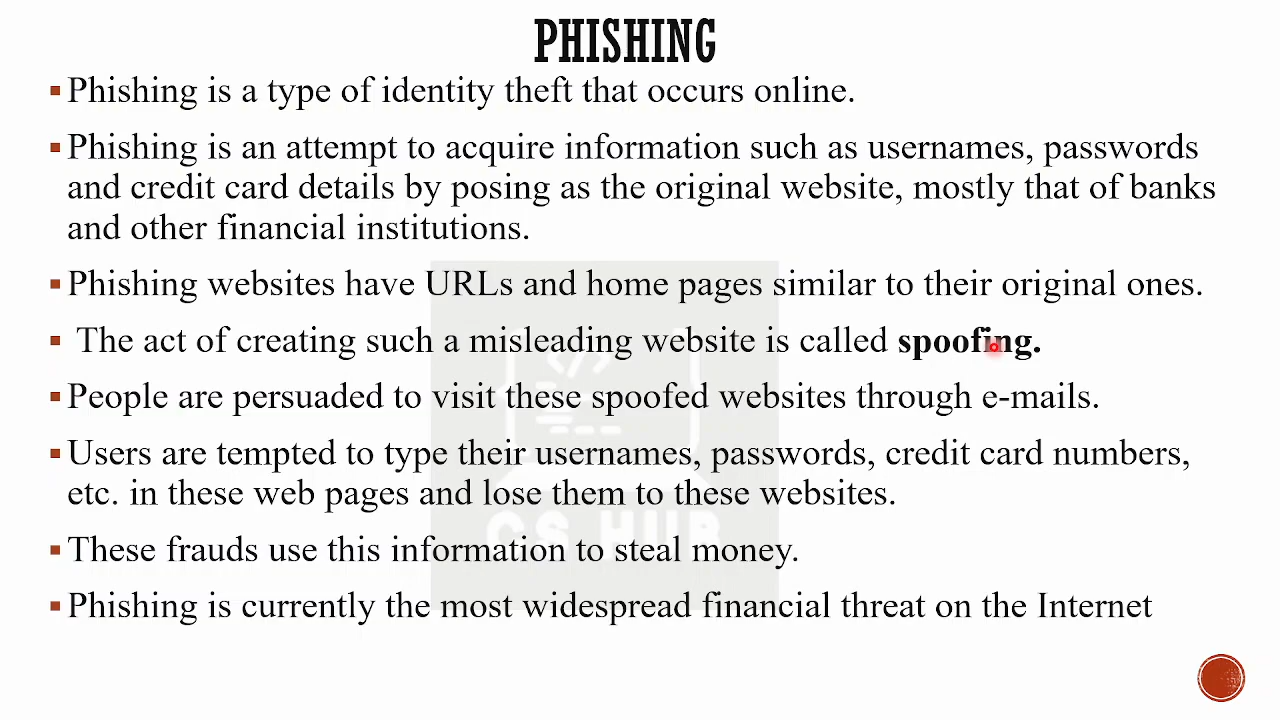 PHISHING
▪ Phishing is a type of identity theft that occurs online.
▪ Phishing is an attempt to acquire information such as usernames, passwords
and credit card details by posing as the original website, mostly that of banks
and other financial institutions.
▪ Phishing websites have URLs and home pages similar to their original ones.
▪ The act of creating such a misleading website is called spoofing.
▪ People are persuaded to visit these spoofed websites through e-mails.
▪ Users are tempted to type their usernames, passwords, credit card numbers,
etc. in these web pages and lose them to these websites.
CS HUB
▪ These frauds use this information to steal money.
▪ Phishing is currently the most widespread financial threat on the Internet